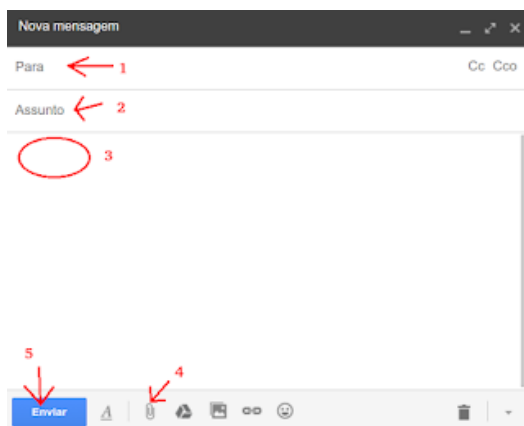 Nova mensagem
Para 1 Cc Cco
Assunto 2
3
5
4
Enviar A